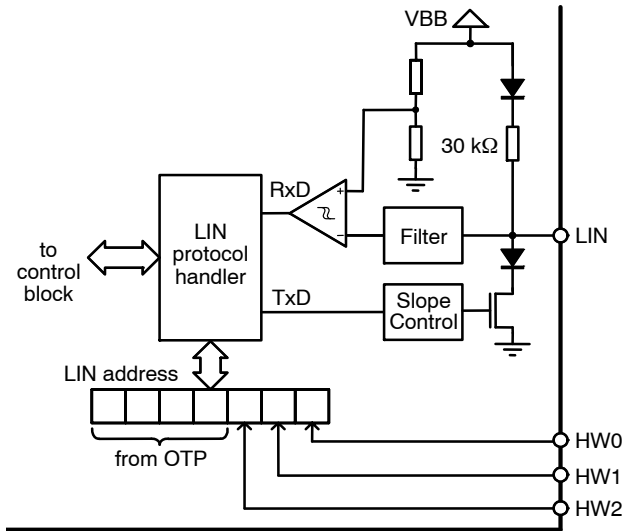 VBB
30 kΩ
RxD
+
−
LIN
protocol
handler
to
control
block
Filter
LIN
TxD
Slope
Control
LIN address
from OTP
HW0
HW1
HW2